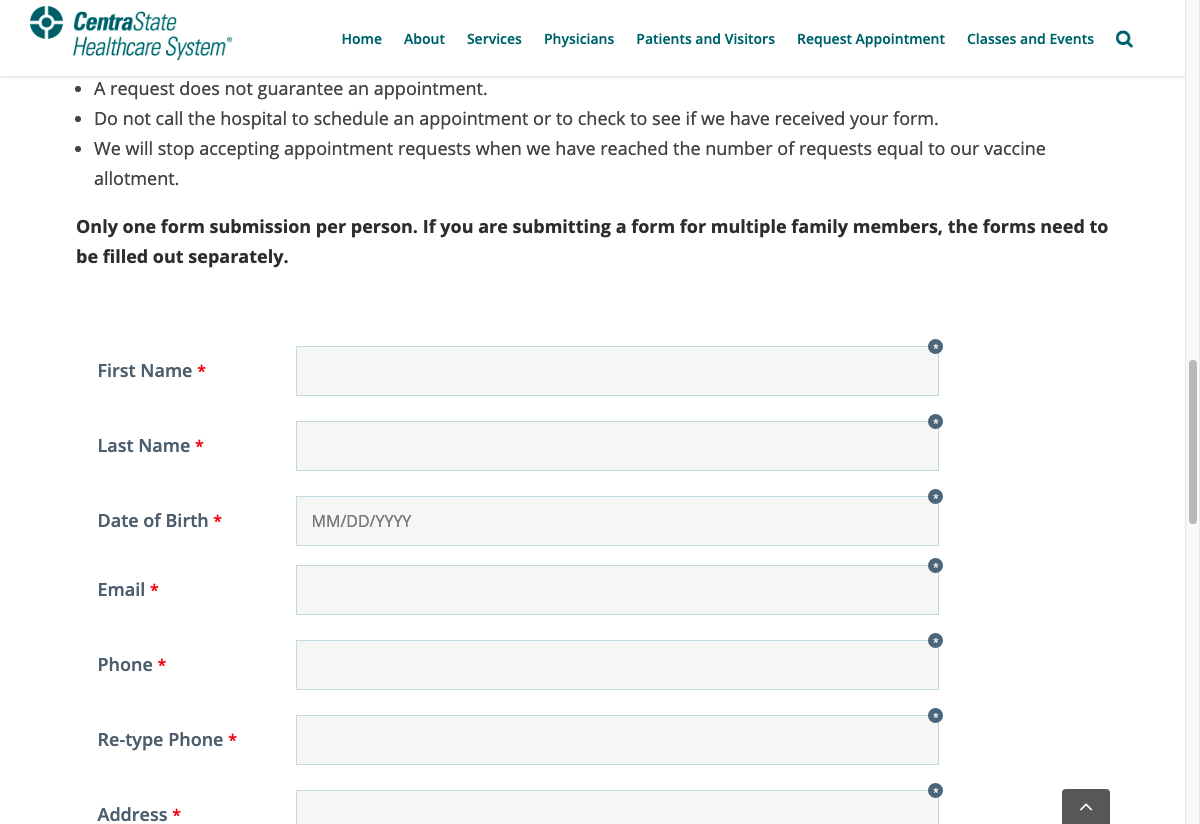 CentraState
Healthcare System®
Home About Services Physicians Patients and Visitors Request Appointment Classes and Events
• A request does not guarantee an appointment.
• Do not call the hospital to schedule an appointment or to check to see if we have received your form.
• We will stop accepting appointment requests when we have reached the number of requests equal to our vaccine
allotment.
Only one form submission per person. If you are submitting a form for multiple family members, the forms need to
be filled out separately.
First Name *
Last Name *
Date of Birth * MM/DD/YYYY
Email *
Phone *
Re-type Phone *
Address *